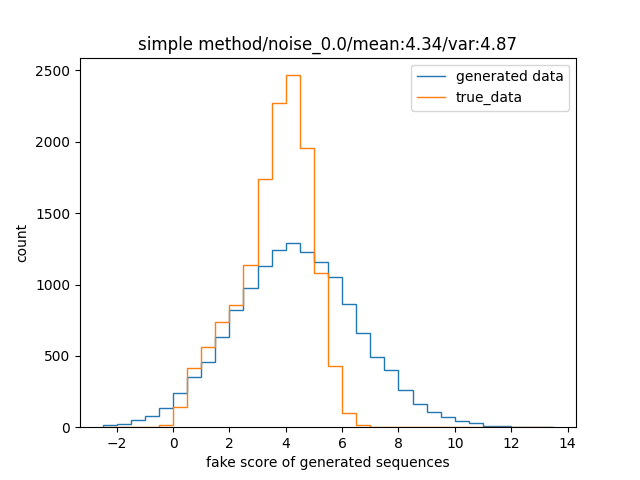 simple method/noise_0.0/mean:4.34/var:4.87
generated data
true_data
2500
2000
1500
1000
500
0
count
−2 0 2 4 6 8 10 12 14
fake score of generated sequences